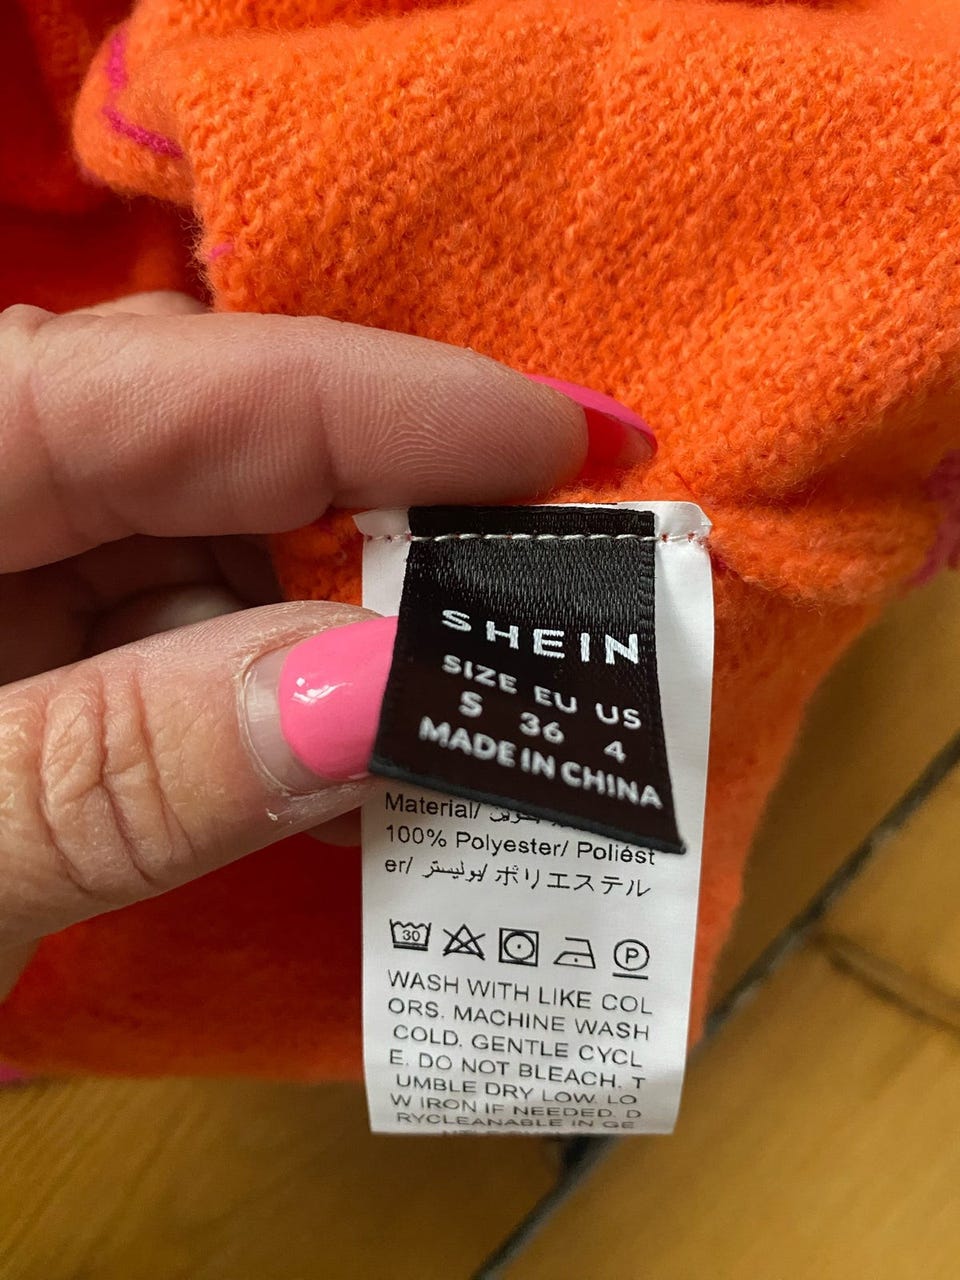 SHEIN
SIZE EU US
S 36 4
MADE IN CHINA
Material/
100% Polyester/ Poliést
er/ بوليستر/ ポリエステル
30
P
WASH WITH LIKE COL
ORS. MACHINE WASH
COLD. GENTLE CYCL
E. DO NOT BLEACH. T
UMBLE DRY LOW. LO
W IRON IF NEEDED. D
RYCLEANABLE IN GE